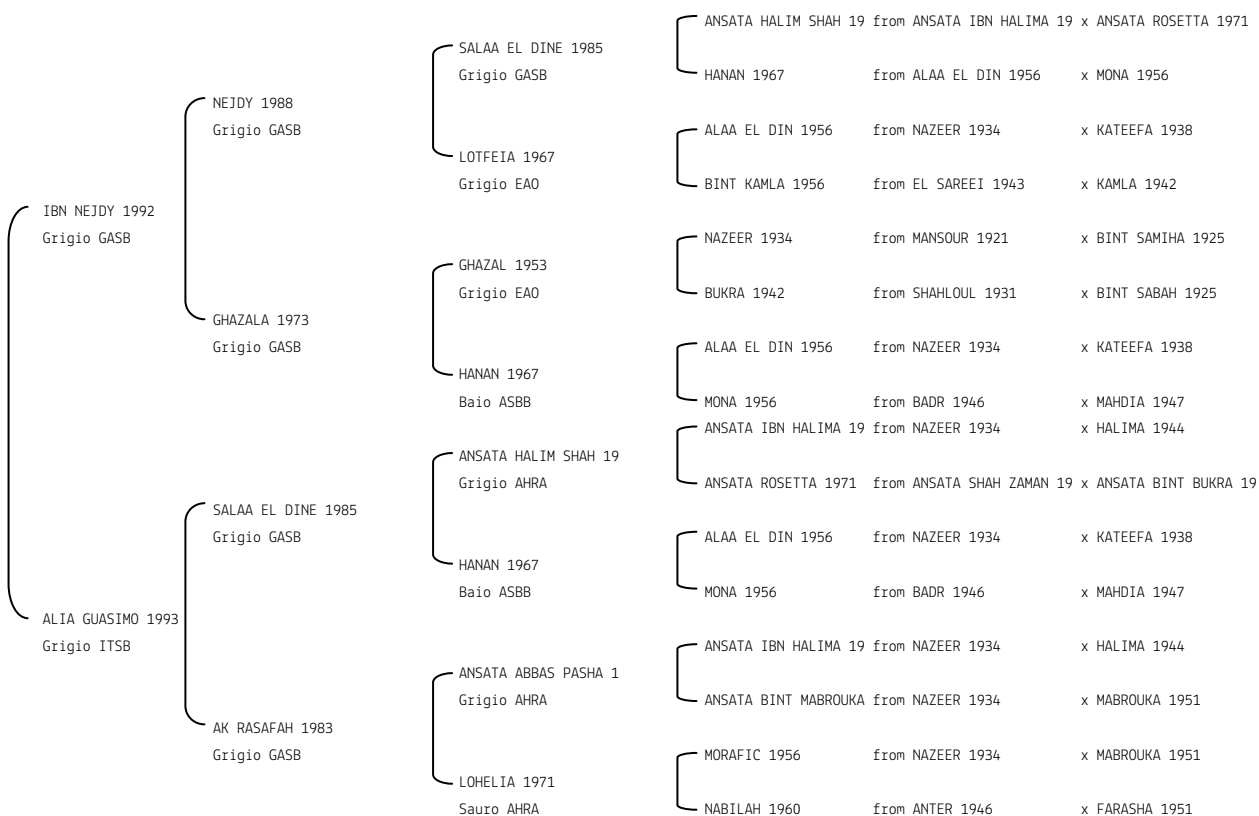 ANSATA HALIM SHAH 19 from ANSATA IBN HALIMA 19 x ANSATA ROSETTA 1971
SALAA EL DINE 1985
Grigio GASB
HANAN 1967 from ALAA EL DIN 1956 x MONA 1956
NEJDY 1988
Grigio GASB
ALAA EL DIN 1956 from NAZEER 1934 x KATEEFA 1938
LOTFEIA 1967
Grigio EAO
BINT KAMLA 1956 from EL SAREEI 1943 x KAMLA 1942
IBN NEJDY 1992
Grigio GASB
NAZEER 1934 from MANSOUR 1921 x BINT SAMIHA 1925
GHAZAL 1953
Grigio EAO
BUKRA 1942 from SHAHLOUL 1931 x BINT SABAH 1925
GHAZALA 1973
Grigio GASB
ALAA EL DIN 1956 from NAZEER 1934 x KATEEFA 1938
HANAN 1967
Baio ASBB
MONA 1956 from BADR 1946 x MAHDIA 1947
ANSATA IBN HALIMA 19 from NAZEER 1934 x HALIMA 1944
ANSATA HALIM SHAH 19
Grigio AHRA
ANSATA ROSETTA 1971 from ANSATA SHAH ZAMAN 19 x ANSATA BINT BUKRA 19
SALAA EL DINE 1985
Grigio GASB
ALAA EL DIN 1956 from NAZEER 1934 x KATEEFA 1938
HANAN 1967
Baio ASBB
MONA 1956 from BADR 1946 x MAHDIA 1947
ALIA GUASIMO 1993
Grigio ITSB
ANSATA IBN HALIMA 19 from NAZEER 1934 x HALIMA 1944
ANSATA ABBAS PASHA 1
Grigio AHRA
ANSATA BINT MABROUKA from NAZEER 1934 x MABROUKA 1951
AK RASAFAH 1983
Grigio GASB
MORAFIC 1956 from NAZEER 1934 x MABROUKA 1951
LOHELIA 1971
Sauro AHRA
NABILAH 1960 from ANTER 1946 x FARASHA 1951